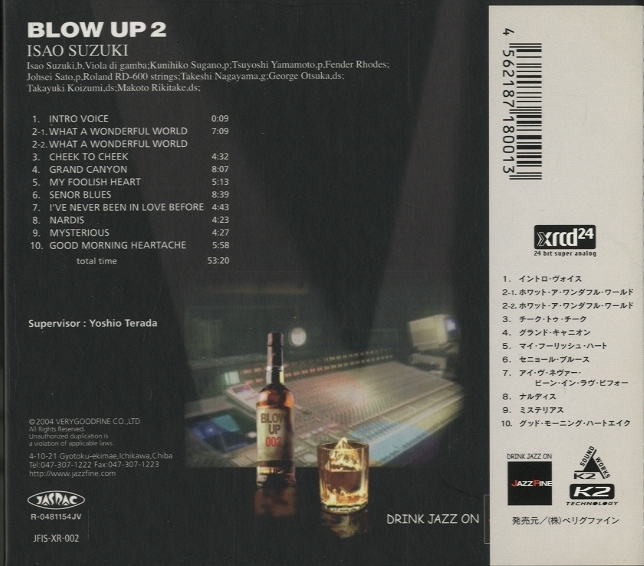 BLOW UP 2
ISAO SUZUKI
Isao Suzuki,b,Viola di gamba;Kunihiko Sugano,p;Tsuyoshi Yamamoto,p,Fender Rhodes;
Johsei Sato,p,Roland RD-600 strings;Takeshi Nagayama,g;George Otsuka,ds;
Takayuki Koizumi,ds;Makoto Rikitake,ds;
1. INTRO VOICE 0:09
2-1. WHAT A WONDERFUL WORLD 7:09
2-2. WHAT A WONDERFUL WORLD
3. CHEEK TO CHEEK 4:32
4. GRAND CANYON 8:07
5. MY FOOLISH HEART 5:13
6. SENOR BLUES 8:39
7. I'VE NEVER BEEN IN LOVE BEFORE 4:43
8. NARDIS 4:23
9. MYSTERIOUS 4:27
10. GOOD MORNING HEARTACHE 5:58
total time 53:20
Supervisor : Yoshio Terada
©2004 VERYGOODFINE CO.,LTD
All Rights Reserved.
Unauthorized duplication is
a violation of applicable laws.
4-10-21 Gyotoku-ekimae,Ichikawa,Chiba
Tel:047-307-1222 Fax:047-307-1223
http://www.jazzfine.com
JASRAC
R-0481154JV
JFIS-XR-002
BLOW
UP
002
DRINK JAZZ ON
4 562187 180013
xrcd24
24 bit super analog
1. イントロ・ヴォイス
2-1. ホワット・ア・ワンダフル・ワールド
2-2. ホワット・ア・ワンダフル・ワールド
3. チーク・トゥ・チーク
4. グランド・キャニオン
5. マイ・フーリッシュ・ハート
6. セニョール・ブルース
7. アイ・ヴ・ネヴァー・
ビーン・イン・ラヴ・ビフォー
8. ナルディス
9. ミステリアス
10. グッド・モーニング・ハートエイク
DRINK JAZZ ON
JAZZFINE
SOUND WORKS
K2
K2
TECHNOLOGY
発売元/(株)ベリグファイン